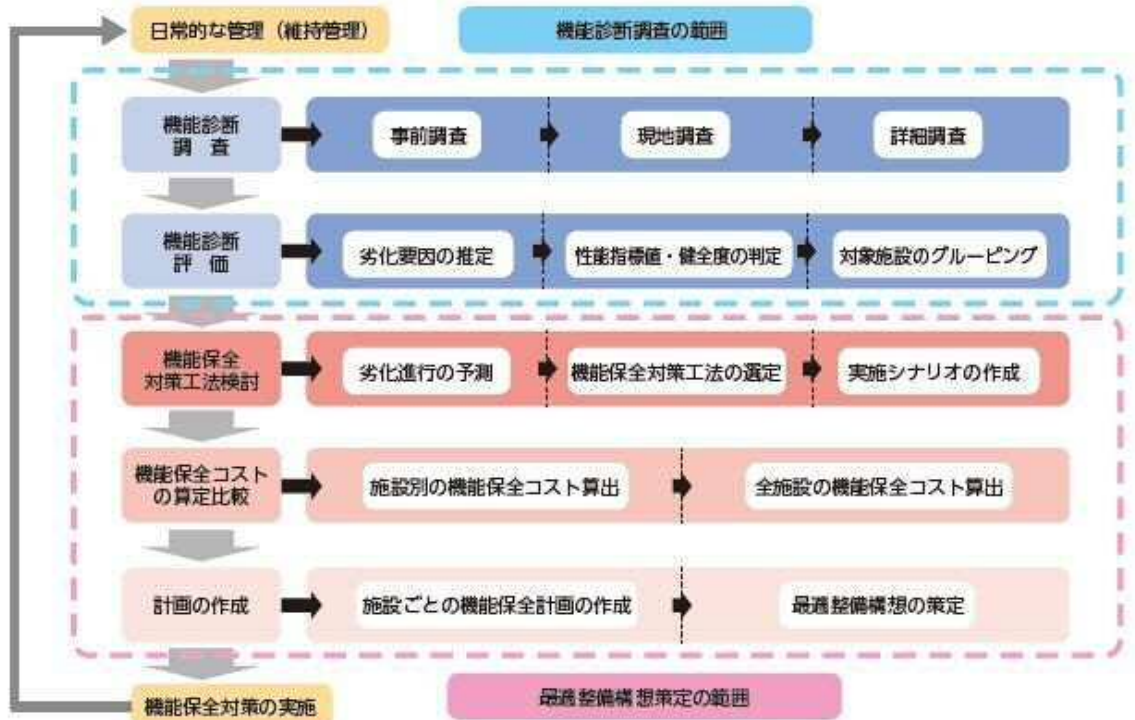 日常的な管理（維持管理）
機能診断調査の範囲
機能診断
調　査
事前調査
現地調査
詳細調査
機能診断
評　価
劣化要因の推定
性能指標値・健全度の判定
対象施設のグルーピング
機能保全
対策工法検討
劣化進行の予測
機能保全対策工法の選定
実施シナリオの作成
機能保全コスト
の算定比較
施設別の機能保全コスト算出
全施設の機能保全コスト算出
計画の作成
施設ごとの機能保全計画の作成
最適整備構想の策定
機能保全対策の実施
最適整備構想策定の範囲